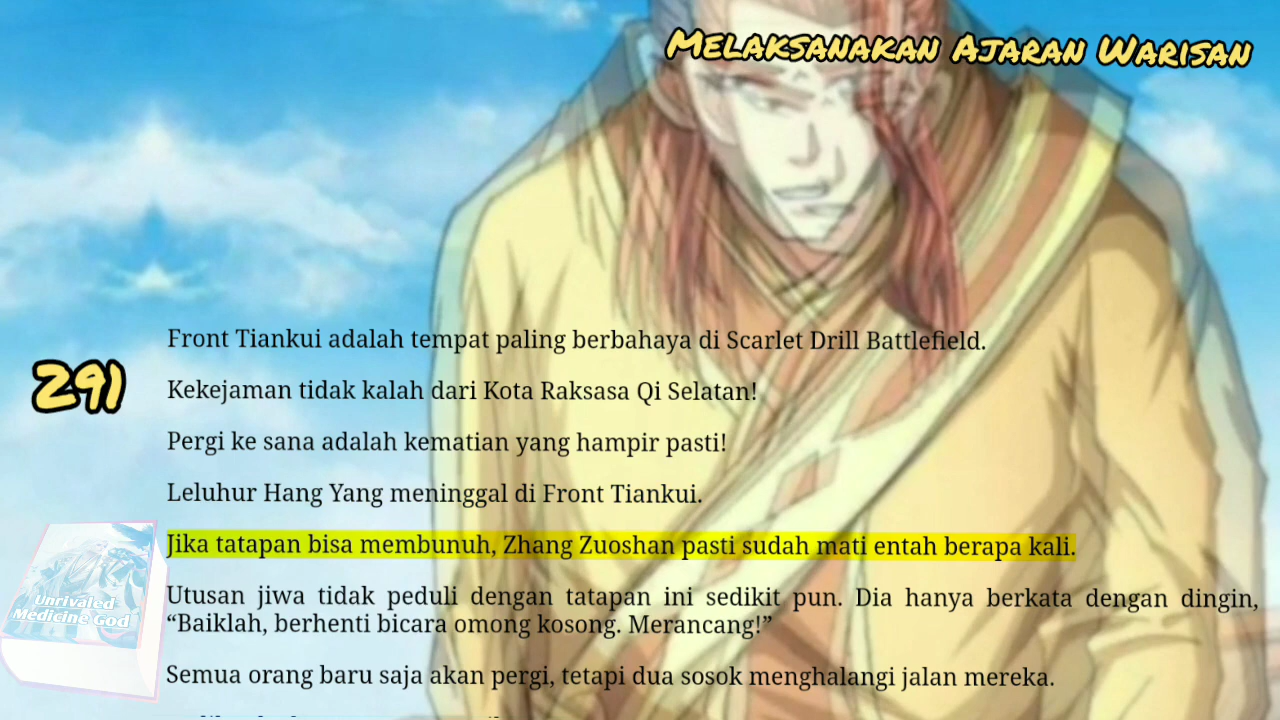 Melaksanakan Ajaran Warisan
Front Tiankui adalah tempat paling berbahaya di Scarlet Drill Battlefield.
291
Kekejaman tidak kalah dari Kota Raksasa Qi Selatan!
Pergi ke sana adalah kematian yang hampir pasti!
Leluhur Hang Yang meninggal di Front Tiankui.
Jika tatapan bisa membunuh, Zhang Zuoshan pasti sudah mati entah berapa kali.
Utusan jiwa tidak peduli dengan tatapan ini sedikit pun. Dia hanya berkata dengan dingin,
“Baiklah, berhenti bicara omong kosong. Merancang!”
Unrivaled
Medicine God
Semua orang baru saja akan pergi, tetapi dua sosok menghalangi jalan mereka.